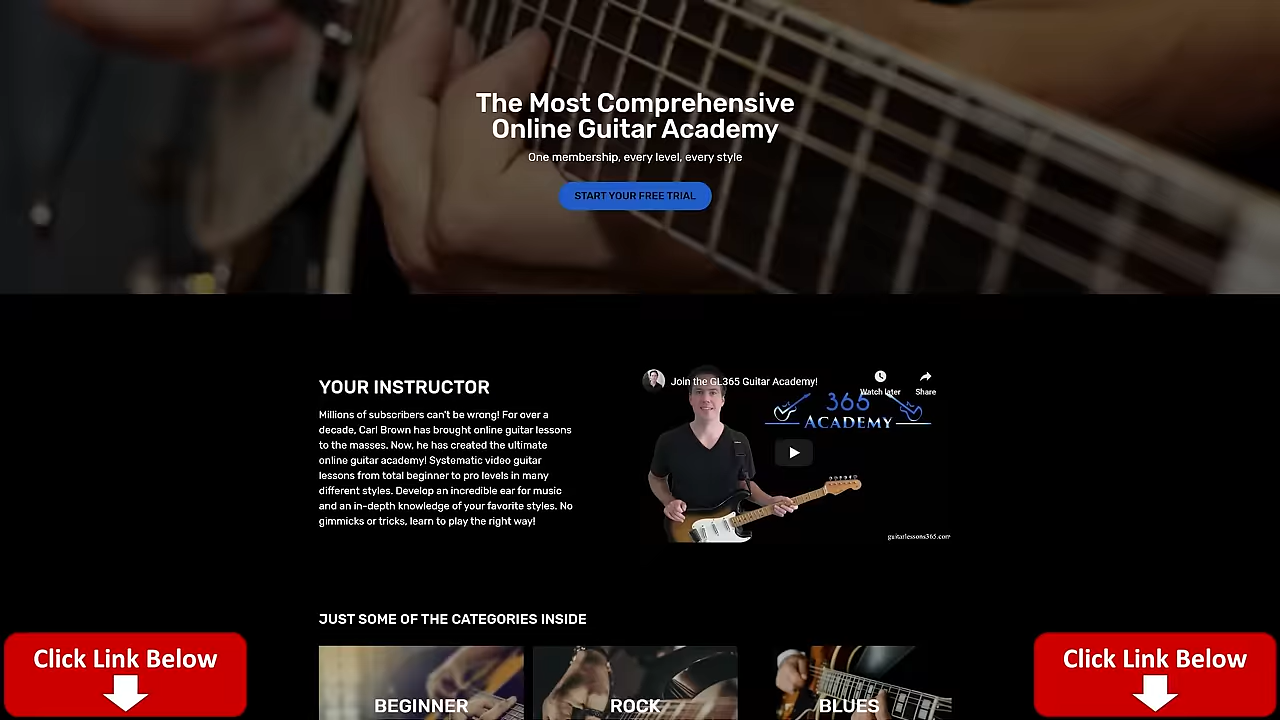 The Most Comprehensive
Online Guitar Academy
One membership, every level, every style
START YOUR FREE TRIAL
YOUR INSTRUCTOR
Millions of subscribers can't be wrong! For over a
decade, Carl Brown has brought online guitar lessons
to the masses. Now, he has created the ultimate
online guitar academy! Systematic video guitar
lessons from total beginner to pro levels in many
different styles. Develop an incredible ear for music
and an in-depth knowledge of your favorite styles. No
gimmicks or tricks, learn to play the right way!
Join the GL365 Guitar Academy!
Watch later
Share
365
ACADEMY
guitarlessons365.com
JUST SOME OF THE CATEGORIES INSIDE
BEGINNER
ROCK
BLUES
Click Link Below
Click Link Below